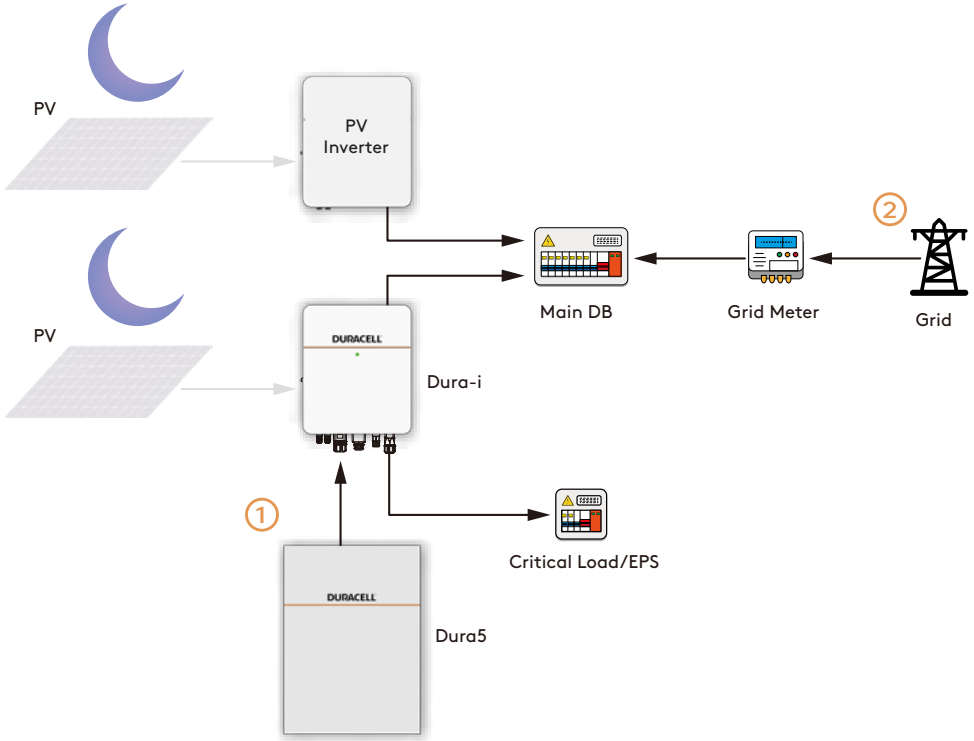 PV
PV
Inverter
2
Main DB
Grid Meter
Grid
PV
DURACELL
Dura-i
1
Critical Load/EPS
DURACELL
Dura5